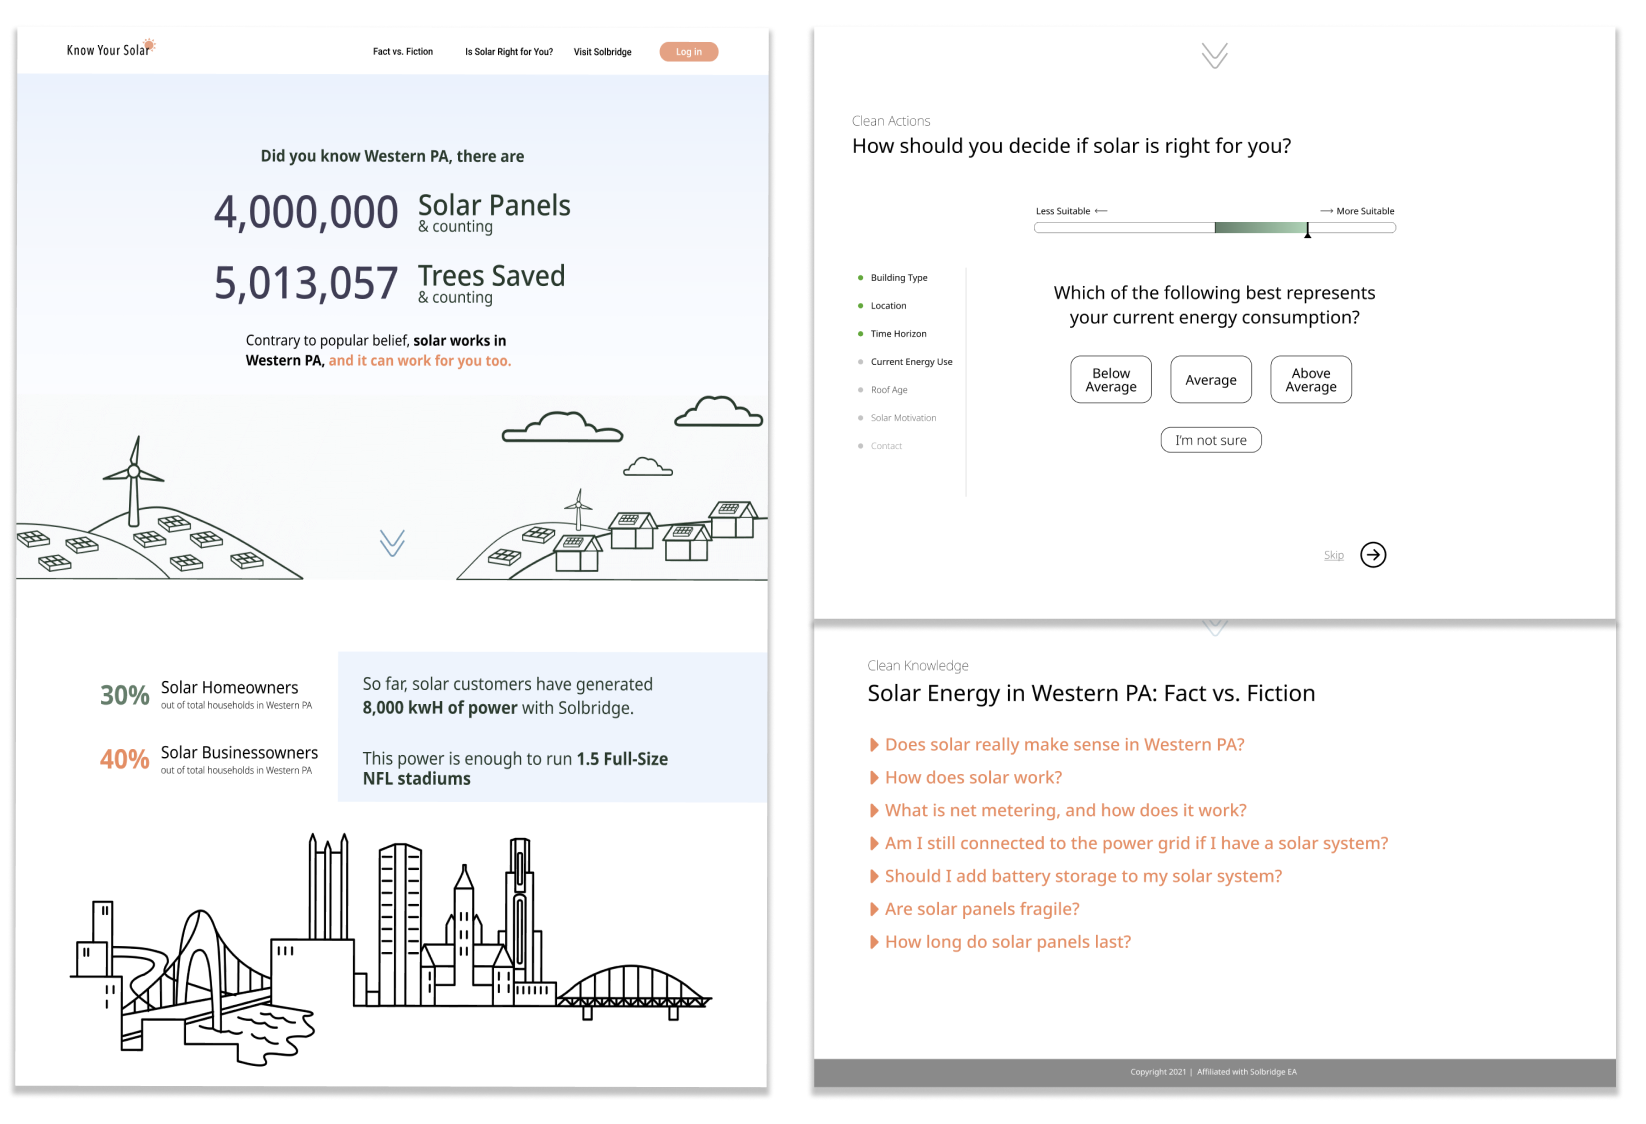 Know Your Solar
Fact vs. Fiction
Is Solar Right for You?
Visit Solbridge
Log in
Did you know Western PA, there are
4,000,000 Solar Panels
& counting
5,013,057 Trees Saved
& counting
Contrary to popular belief, solar works in
Western PA, and it can work for you too.
30% Solar Homeowners
out of total households in Western PA
40% Solar Businessowners
out of total households in Western PA
So far, solar customers have generated
8,000 kwH of power with Solbridge.
This power is enough to run 1.5 Full-Size
NFL stadiums
Clean Actions
How should you decide if solar is right for you?
Less Suitable
More Suitable
Building Type
Location
Time Horizon
Current Energy Use
Roof Age
Solar Motivation
Contact
Which of the following best represents
your current energy consumption?
Below
Average
Average
Above
Average
I'm not sure
Skip
Clean Knowledge
Solar Energy in Western PA: Fact vs. Fiction
Does solar really make sense in Western PA?
How does solar work?
What is net metering, and how does it work?
Am I still connected to the power grid if I have a solar system?
Should I add battery storage to my solar system?
Are solar panels fragile?
How long do solar panels last?
Copyright 2021 | Affiliated with Solbridge EA